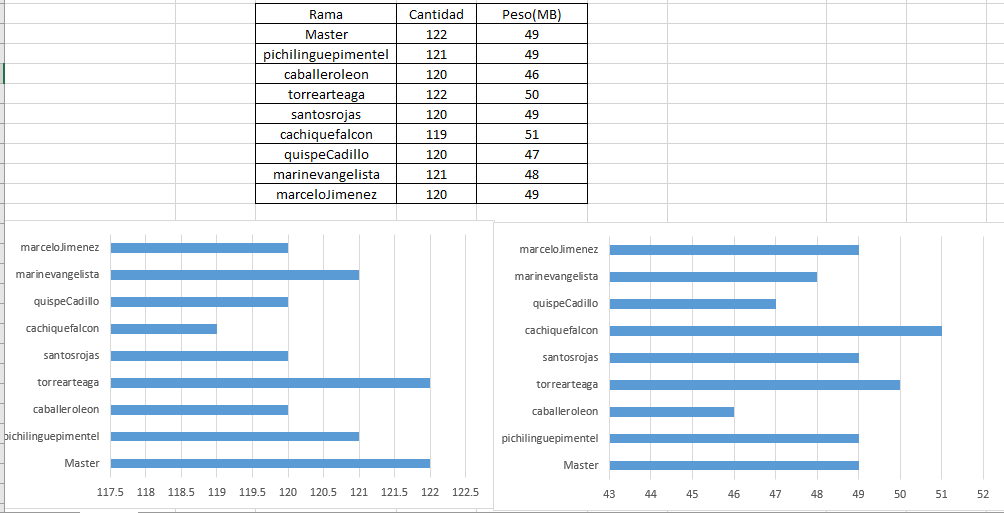 Rama Cantidad Peso(MB)
Master 122 49
pichilinguepimentel 121 49
caballeroleon 120 46
torrearteaga 122 50
santosrojas 120 49
cachiquefalcon 119 51
quispeCadillo 120 47
marinevangelista 121 48
marceloJimenez 120 49
marceloJimenez
marinevangelista
quispeCadillo
cachiquefalcon
santosrojas
torrearteaga
caballeroleon
pichilinguepimentel
Master
117.5 118 118.5 119 119.5 120 120.5 121 121.5 122 122.5
marceloJimenez
marinevangelista
quispeCadillo
cachiquefalcon
santosrojas
torrearteaga
caballeroleon
pichilinguepimentel
Master
43 44 45 46 47 48 49 50 51 52